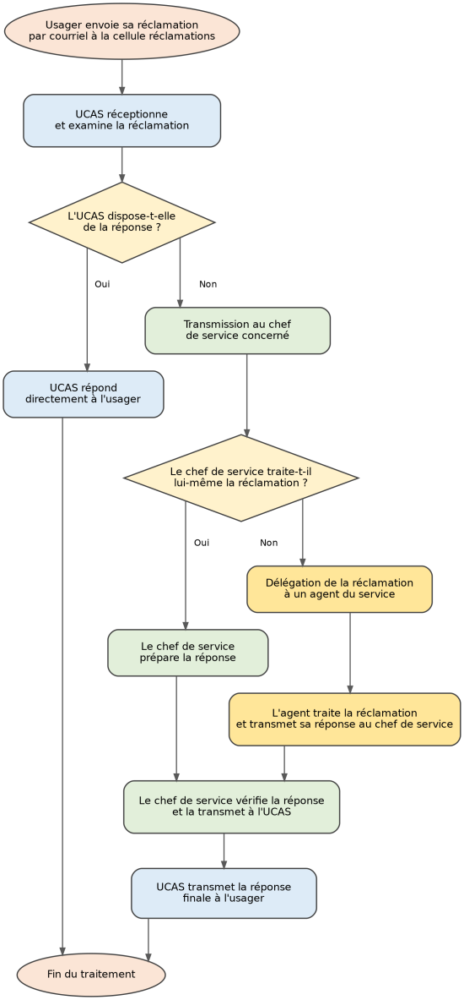 Usager envoie sa réclamation
par courriel à la cellule réclamations
UCAS réceptionne
et examine la réclamation
L'UCAS dispose-t-elle
de la réponse ?
Oui
Non
Transmission au chef
de service concerné
UCAS répond
directement à l'usager
Le chef de service traite-t-il
lui-même la réclamation ?
Oui
Non
Délégation de la réclamation
à un agent du service
Le chef de service
prépare la réponse
L'agent traite la réclamation
et transmet sa réponse au chef de service
Le chef de service vérifie la réponse
et la transmet à l'UCAS
UCAS transmet la réponse
finale à l'usager
Fin du traitement